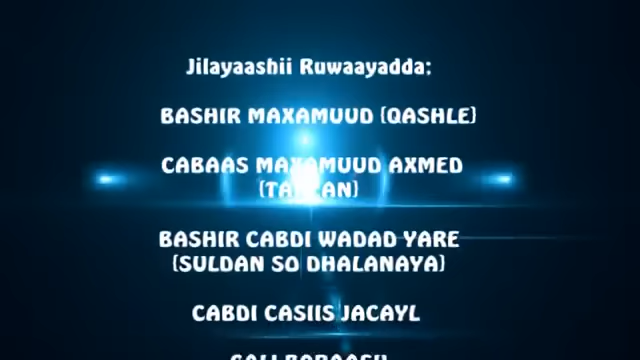 Jilayaashii Ruwaayadda:
BASHIR MAXAMUUD (QASHLE)
CABAAS MAXAMUUD AXMED
BASHIR CABDI WADAD YARE
(SULDAN SO DHALANAYA)
CABDI CASIIS JACAYL